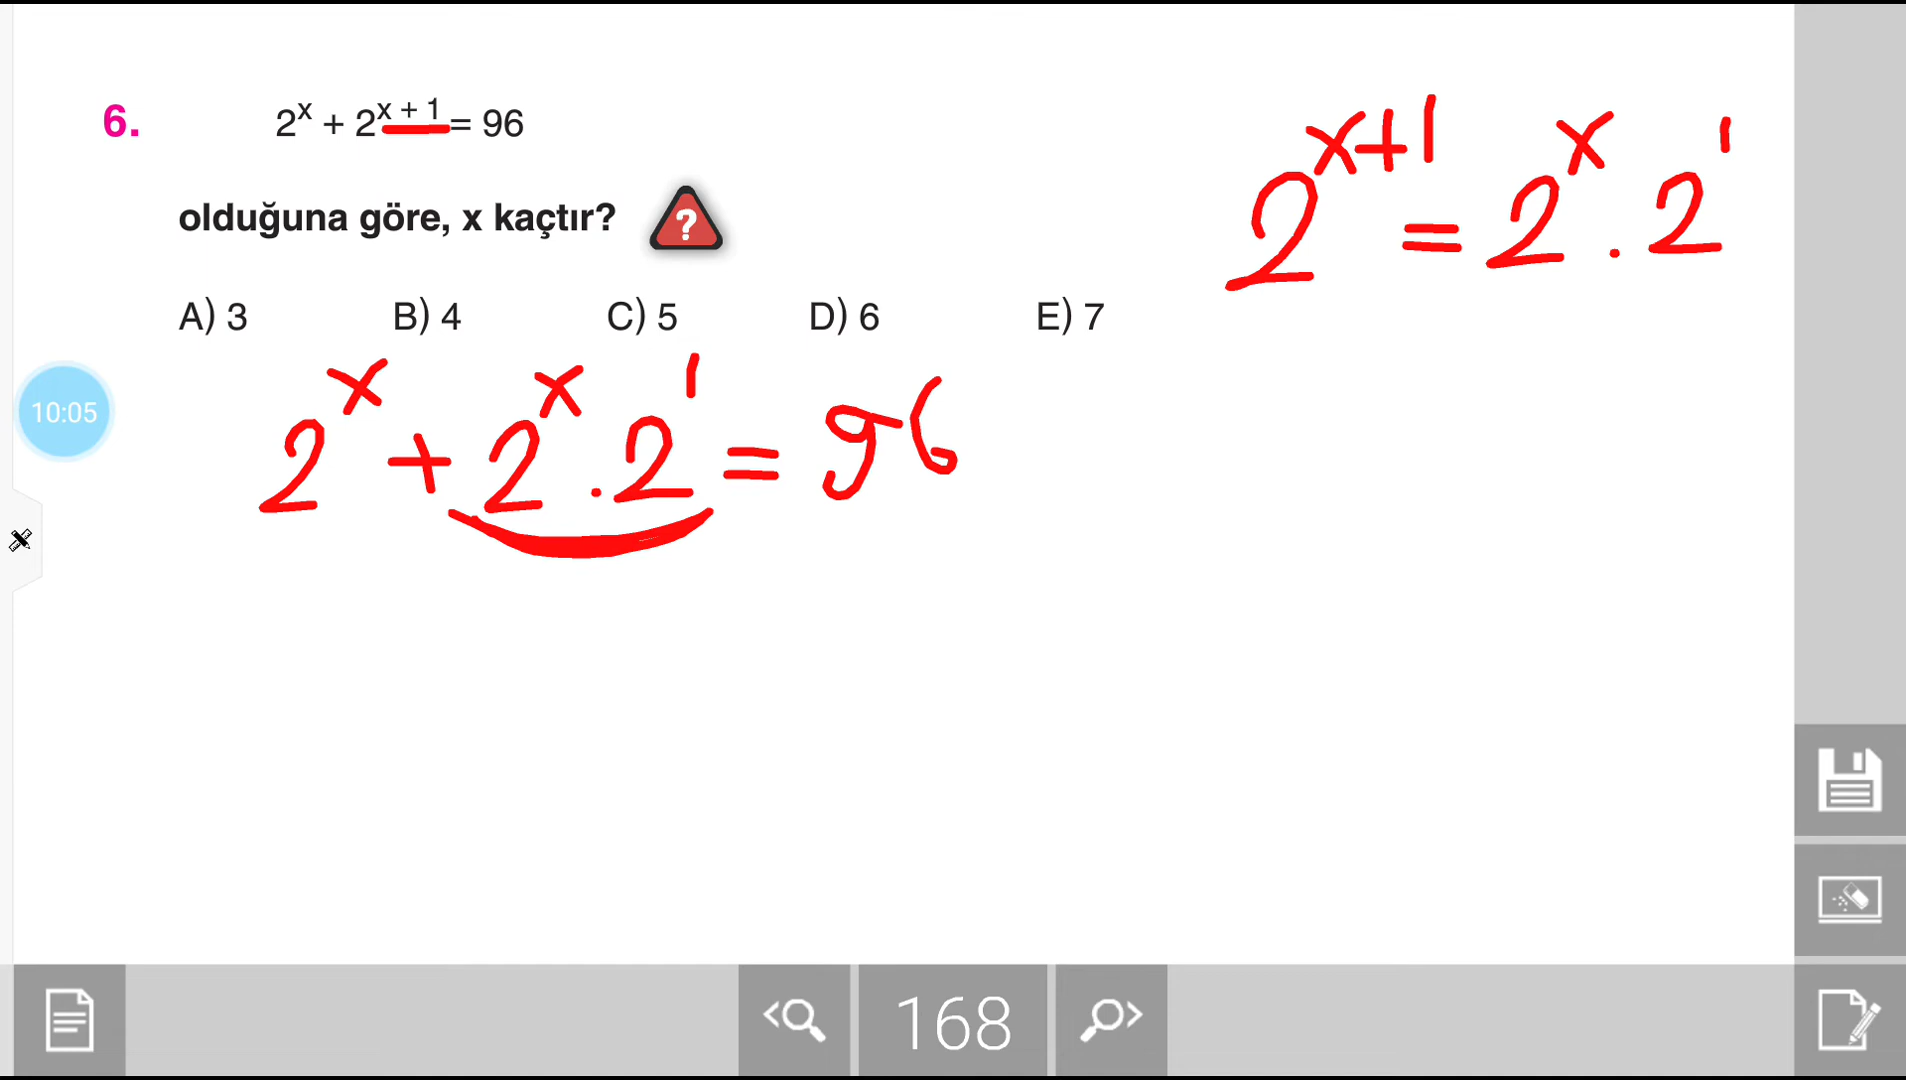 6. 2^x + 2^(x + 1) = 96
2^(x+1) = 2^x . 2^1
olduğuna göre, x kaçtır? ?
A) 3 B) 4 C) 5 D) 6 E) 7
2^x + 2^x . 2^1 = 96
10:05
168